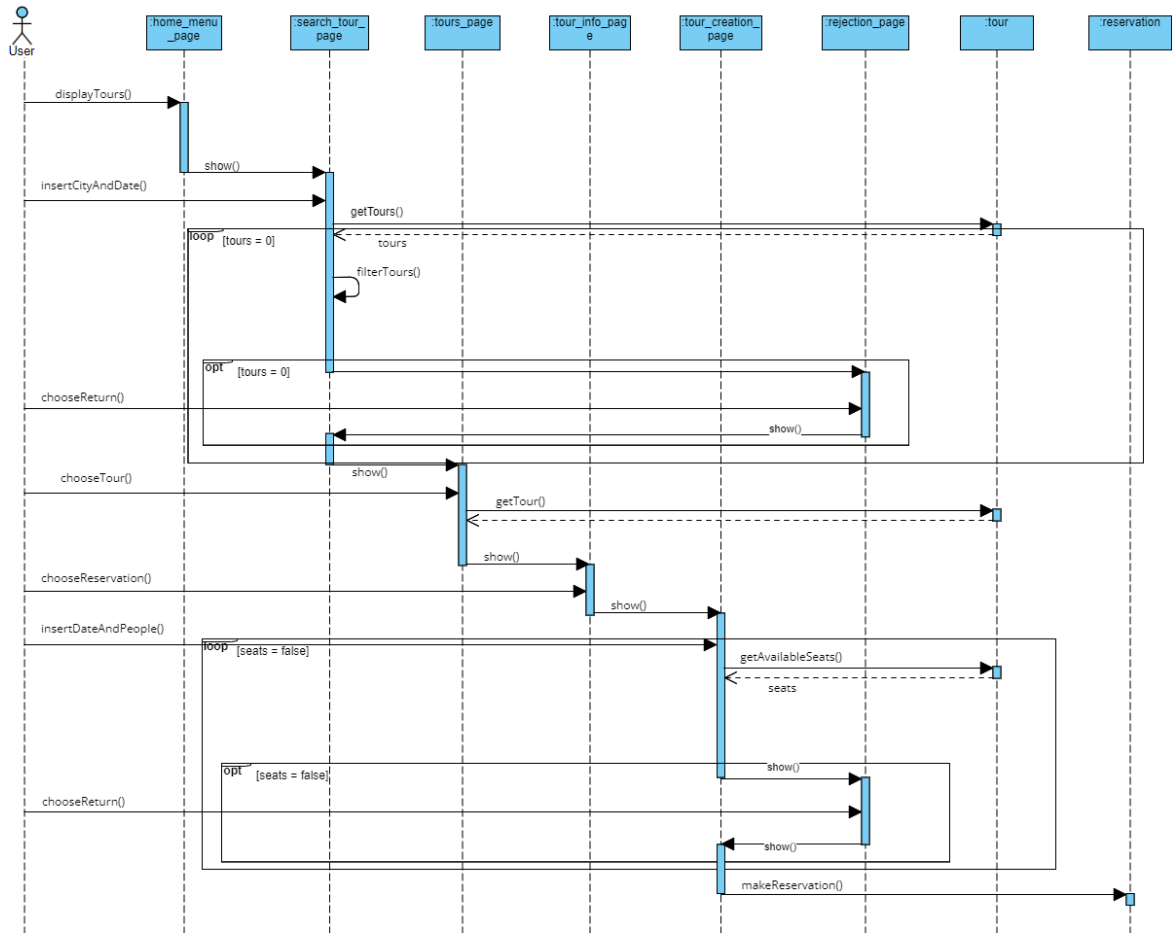 :home_menu
_page
:search_tour_
page
:tours_page
:tour_info_pag
e
:tour_creation_
page
:rejection_page
:tour
:reservation
User
displayTours()
show()
insertCityAndDate()
getTours()
loop
[tours = 0]
tours
filterTours()
opt
[tours = 0]
chooseReturn()
show()
show()
chooseTour()
getTour()
show()
chooseReservation()
show()
insertDateAndPeople()
loop
[seats = false]
getAvailableSeats()
seats
opt
[seats = false]
show()
chooseReturn()
show()
makeReservation()